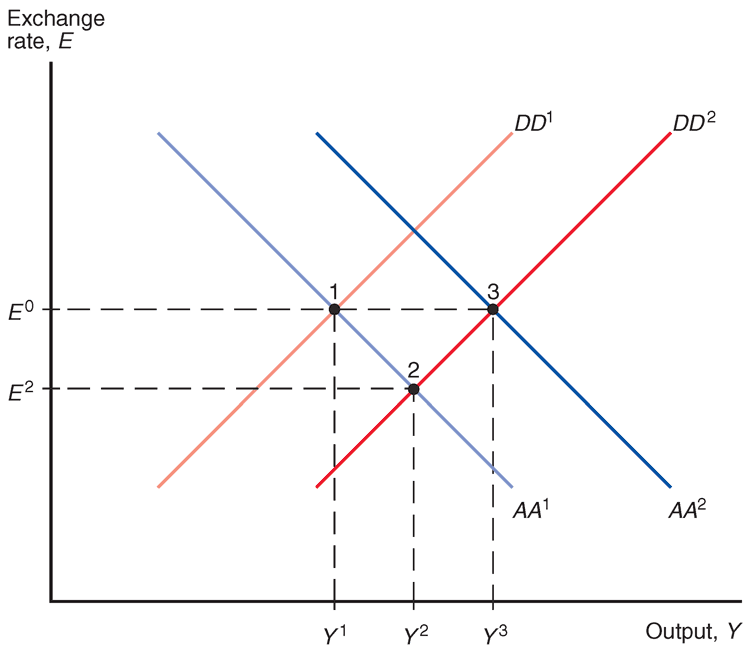 Exchange
rate, E
DD¹
DD²
1
3
E⁰
2
E²
AA¹
AA²
Y¹
Y²
Y³
Output, Y